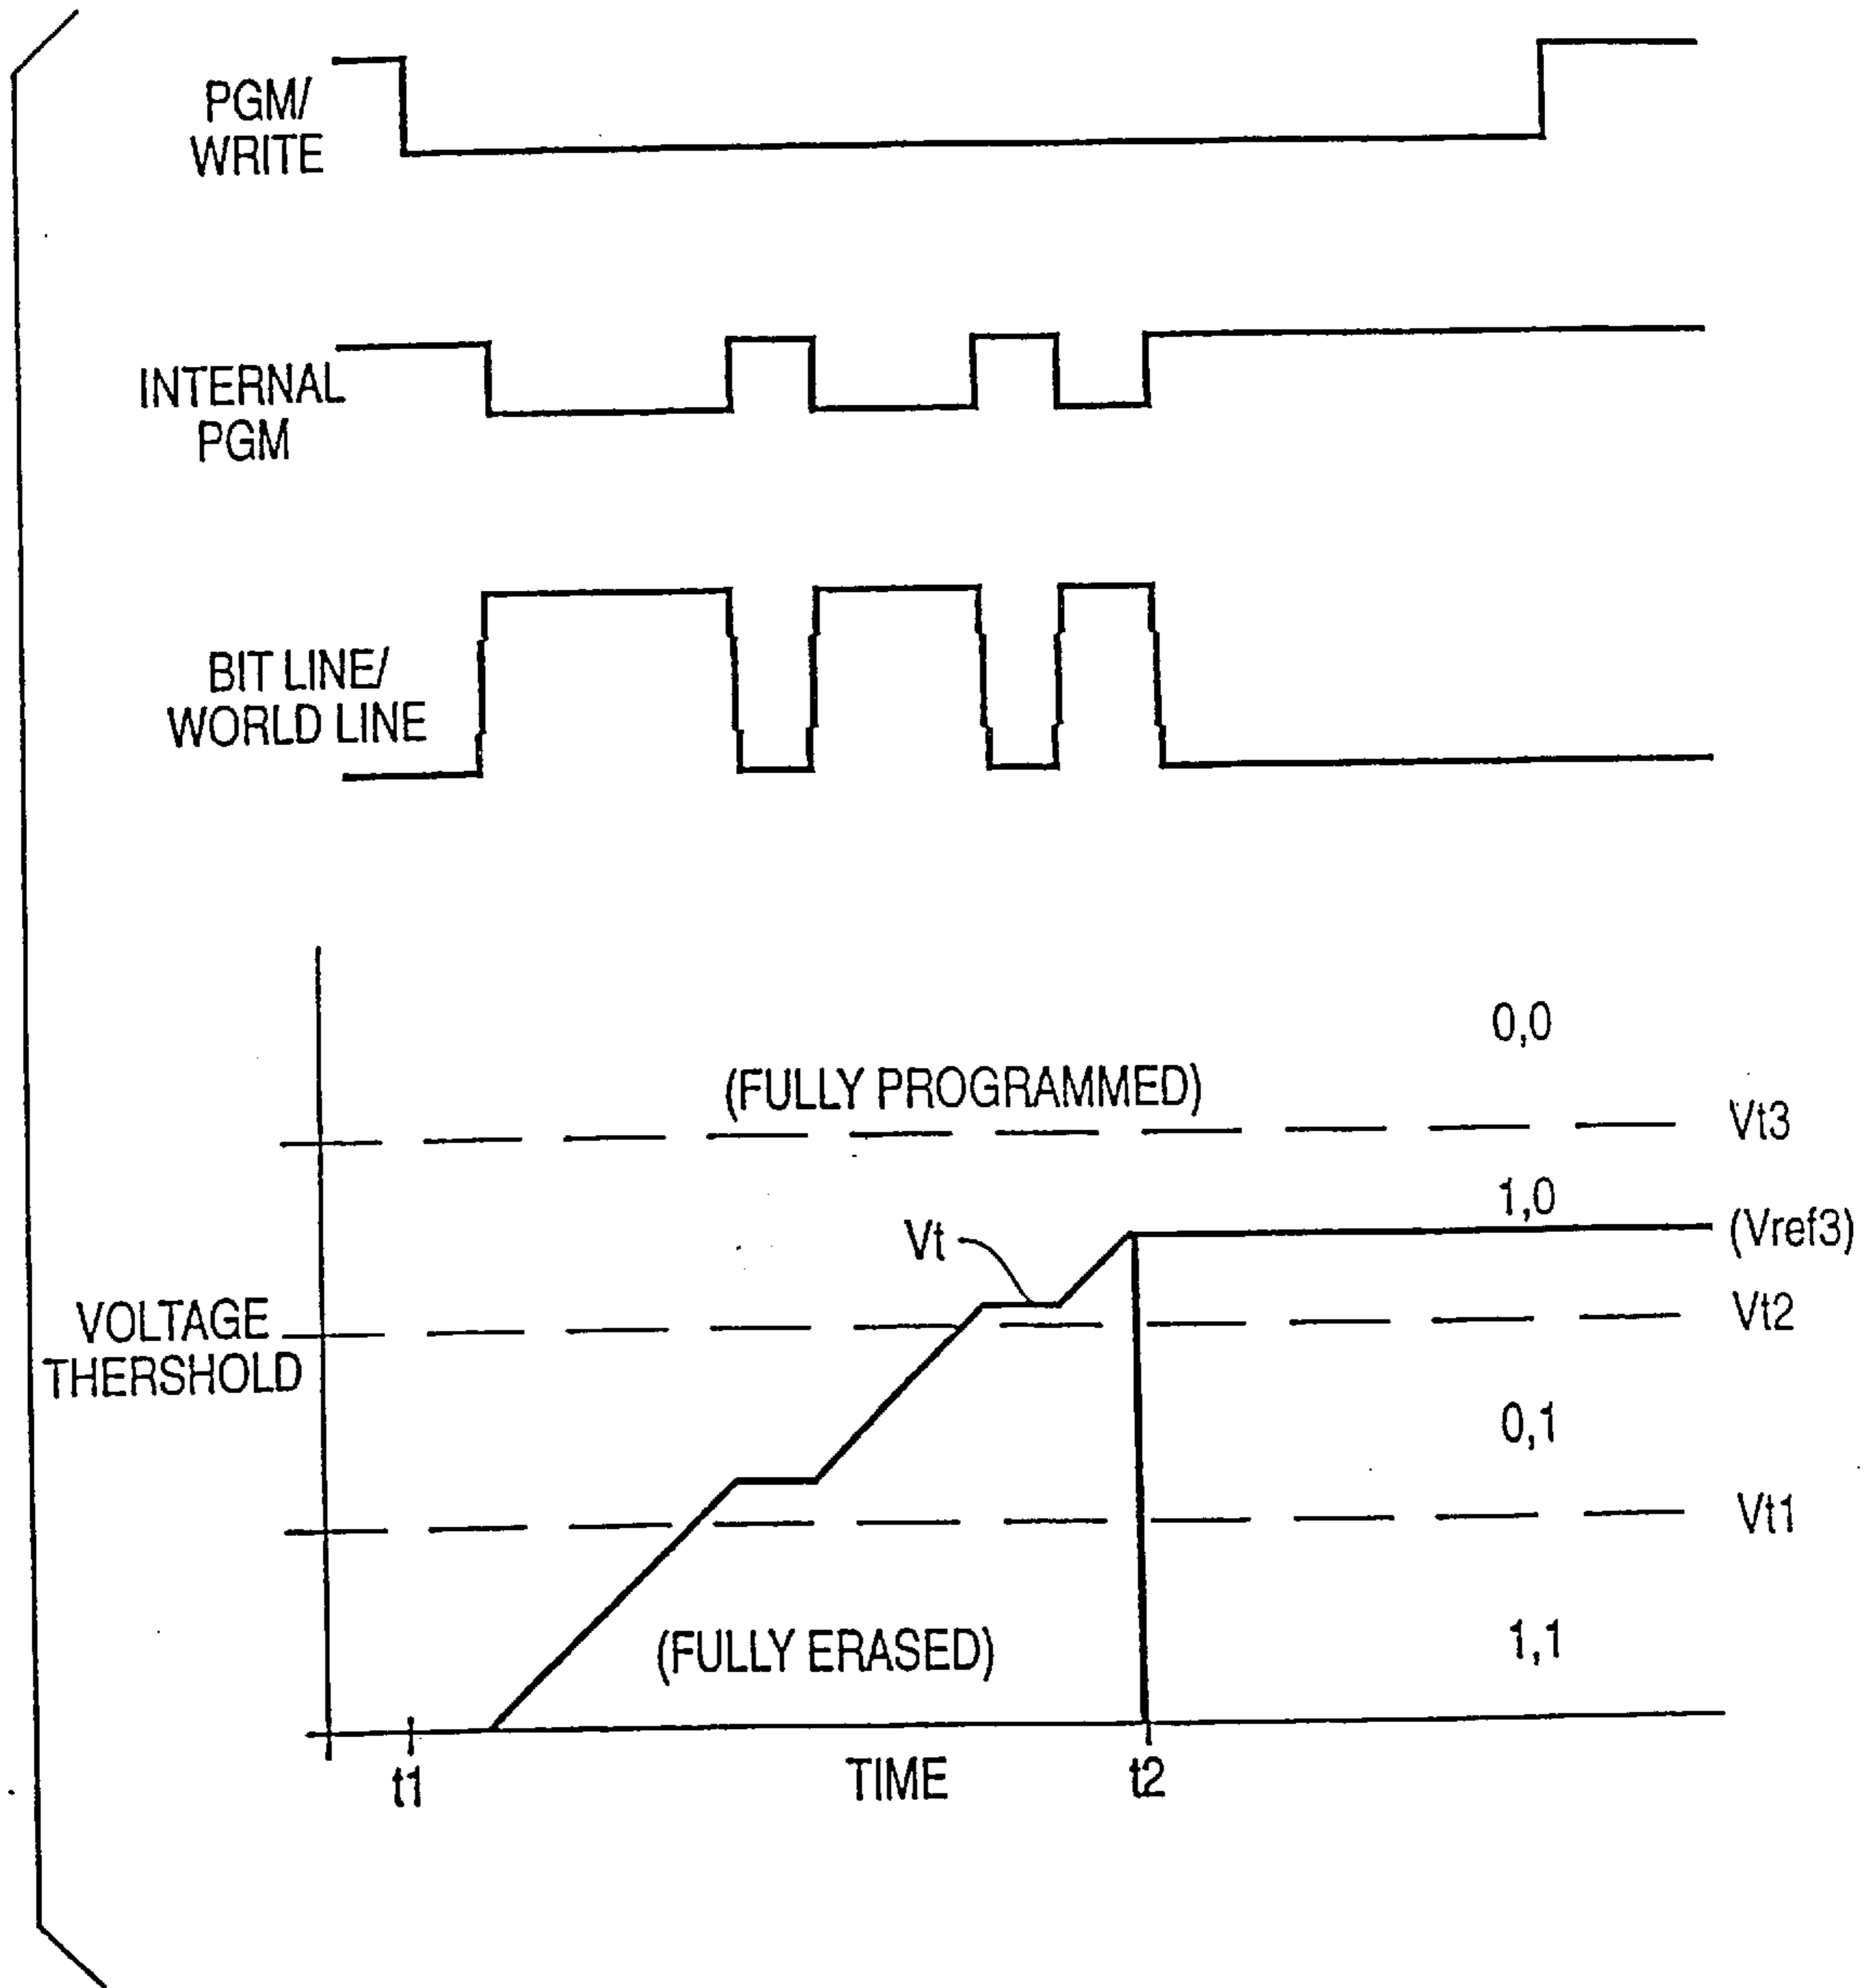 PGM/
WRITE
INTERNAL
PGM
BIT LINE/
WORLD LINE
0,0
(FULLY PROGRAMMED)
Vt3
1,0
Vt
(Vref3)
VOLTAGE
THERSHOLD
Vt2
0,1
Vt1
(FULLY ERASED)
1,1
t1
TIME
t2